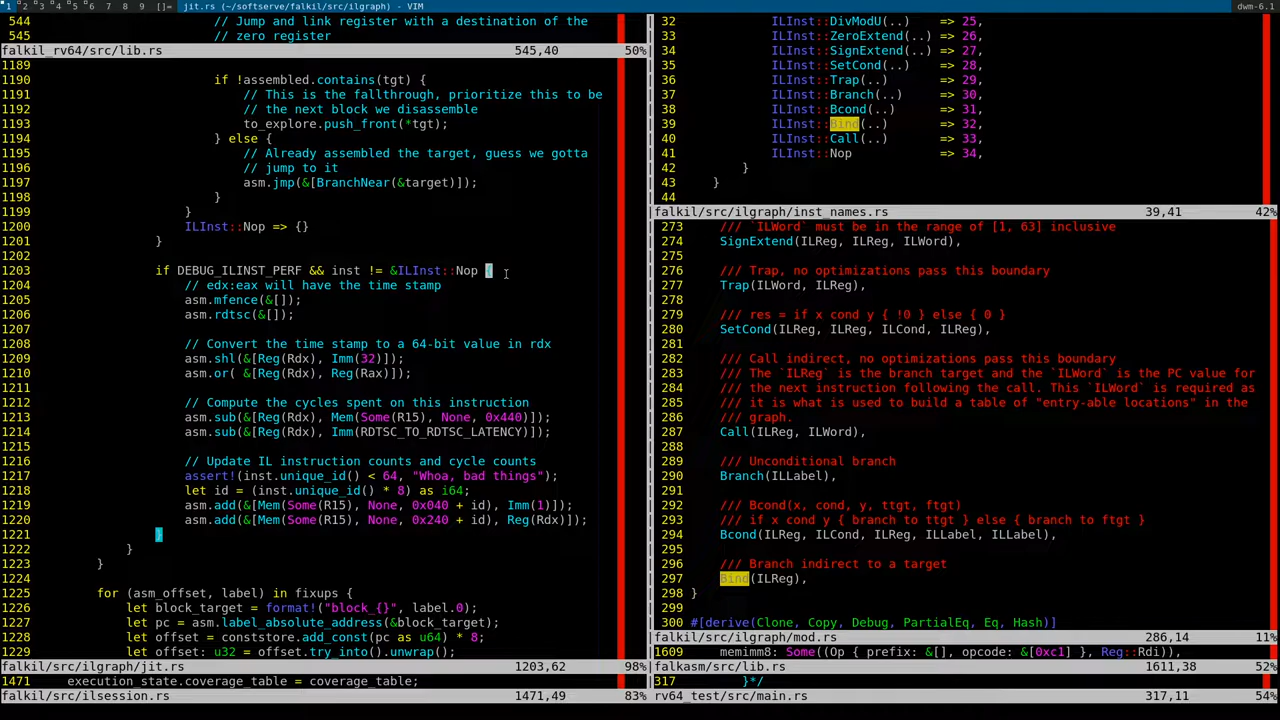 1 2 3 4 5 6 7 8 9 []= jit.rs (~/softserve/falkil/src/ilgraph) - VIM dwm-6.1
544 // Jump and link register with a destination of the
545 // zero register
falkil_rv64/src/lib.rs 545,40 50%
1189
1190 if !assembled.contains(tgt) {
1191 // This is the fallthrough, prioritize this to be
1192 // the next block we disassemble
1193 to_explore.push_front(*tgt);
1194 } else {
1195 // Already assembled the target, guess we gotta
1196 // jump to it
1197 asm.jmp(&[BranchNear(&target)]);
1198 }
1199 }
1200 ILInst::Nop => {}
1201 }
1202
1203 if DEBUG_ILINST_PERF && inst != &ILInst::Nop {
1204 // edx:eax will have the time stamp
1205 asm.mfence(&[]);
1206 asm.rdtsc(&[]);
1207
1208 // Convert the time stamp to a 64-bit value in rdx
1209 asm.shl(&[Reg(Rdx), Imm(32)]);
1210 asm.or( &[Reg(Rdx), Reg(Rax)]);
1211
1212 // Compute the cycles spent on this instruction
1213 asm.sub(&[Reg(Rdx), Mem(Some(R15), None, 0x440)]);
1214 asm.sub(&[Reg(Rdx), Imm(RDTSC_TO_RDTSC_LATENCY)]);
1215
1216 // Update IL instruction counts and cycle counts
1217 assert!(inst.unique_id() < 64, "Whoa, bad things");
1218 let id = (inst.unique_id() * 8) as i64;
1219 asm.add(&[Mem(Some(R15), None, 0x040 + id), Imm(1)]);
1220 asm.add(&[Mem(Some(R15), None, 0x240 + id), Reg(Rdx)]);
1221 }
1222 }
1223 }
1224
1225 for (asm_offset, label) in fixups {
1226 let block_target = format!("block_{}", label.0);
1227 let pc = asm.label_absolute_address(&block_target);
1228 let offset = conststore.add_const(pc as u64) * 8;
1229 let offset: u32 = offset.try_into().unwrap();
falkil/src/ilgraph/jit.rs 1203,62 98%
1471 execution_state.coverage_table = coverage_table;
falkil/src/ilsession.rs 1471,49 83%
32 ILInst::DivModU(..) => 25,
33 ILInst::ZeroExtend(..) => 26,
34 ILInst::SignExtend(..) => 27,
35 ILInst::SetCond(..) => 28,
36 ILInst::Trap(..) => 29,
37 ILInst::Branch(..) => 30,
38 ILInst::Bcond(..) => 31,
39 ILInst::Bind(..) => 32,
40 ILInst::Call(..) => 33,
41 ILInst::Nop => 34,
42 }
43 }
44
falkil/src/ilgraph/inst_names.rs 39,41 42%
273 /// `ILWord` must be in the range of [1, 63] inclusive
274 SignExtend(ILReg, ILReg, ILWord),
275
276 /// Trap, no optimizations pass this boundary
277 Trap(ILWord, ILReg),
278
279 /// res = if x cond y { !0 } else { 0 }
280 SetCond(ILReg, ILReg, ILCond, ILReg),
281
282 /// Call indirect, no optimizations pass this boundary
283 /// The `ILReg` is the branch target and the `ILWord` is the PC value for
284 /// the next instruction following the call. This `ILWord` is required as
285 /// it is what is used to build a table of "entry-able locations" in the
286 /// graph.
287 Call(ILReg, ILWord),
288
289 /// Unconditional branch
290 Branch(ILLabel),
291
292 /// Bcond(x, cond, y, ttgt, ftgt)
293 /// if x cond y { branch to ttgt } else { branch to ftgt }
294 Bcond(ILReg, ILCond, ILReg, ILLabel, ILLabel),
295
296 /// Branch indirect to a target
297 Bind(ILReg),
298 }
299
300 #[derive(Clone, Copy, Debug, PartialEq, Eq, Hash)]
falkil/src/ilgraph/mod.rs 286,14 11%
1609 memimm8: Some((Op { prefix: &[], opcode: &[0xc1] }, Reg::Rdi)),
falkasm/src/lib.rs 1611,38 52%
317 }*/
rv64_test/src/main.rs 317,11 54%